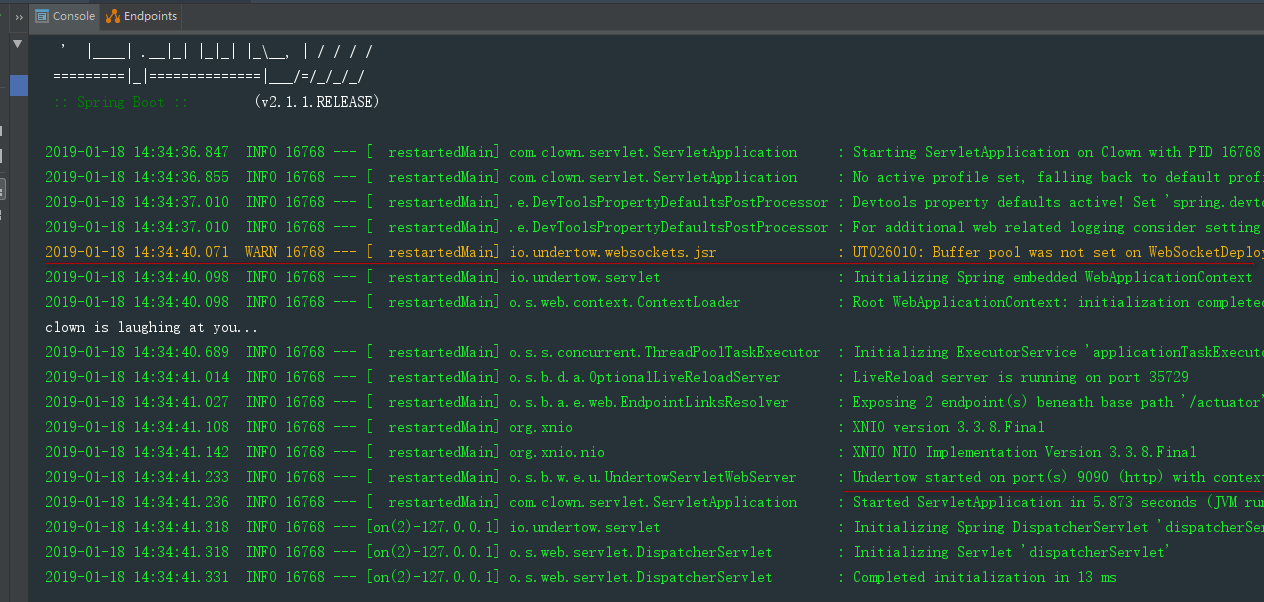 Console Endpoints
' |____| .__|_| |_|_| |_\__, | / / / /
=========|_|==============|___/=/_/_/_/
:: Spring Boot :: (v2.1.1.RELEASE)
2019-01-18 14:34:36.847 INFO 16768 --- [ restartedMain] com.clown.servlet.ServletApplication : Starting ServletApplication on Clown with PID 16768
2019-01-18 14:34:36.855 INFO 16768 --- [ restartedMain] com.clown.servlet.ServletApplication : No active profile set, falling back to default profi
2019-01-18 14:34:37.010 INFO 16768 --- [ restartedMain] .e.DevToolsPropertyDefaultsPostProcessor : Devtools property defaults active! Set 'spring.devto
2019-01-18 14:34:37.010 INFO 16768 --- [ restartedMain] .e.DevToolsPropertyDefaultsPostProcessor : For additional web related logging consider setting
2019-01-18 14:34:40.071 WARN 16768 --- [ restartedMain] io.undertow.websockets.jsr : UT026010: Buffer pool was not set on WebSocketDeploy
2019-01-18 14:34:40.098 INFO 16768 --- [ restartedMain] io.undertow.servlet : Initializing Spring embedded WebApplicationContext
2019-01-18 14:34:40.098 INFO 16768 --- [ restartedMain] o.s.web.context.ContextLoader : Root WebApplicationContext: initialization completed
clown is laughing at you...
2019-01-18 14:34:40.689 INFO 16768 --- [ restartedMain] o.s.s.concurrent.ThreadPoolTaskExecutor : Initializing ExecutorService 'applicationTaskExecuto
2019-01-18 14:34:41.014 INFO 16768 --- [ restartedMain] o.s.b.d.a.OptionalLiveReloadServer : LiveReload server is running on port 35729
2019-01-18 14:34:41.027 INFO 16768 --- [ restartedMain] o.s.b.a.e.web.EndpointLinksResolver : Exposing 2 endpoint(s) beneath base path '/actuator'
2019-01-18 14:34:41.108 INFO 16768 --- [ restartedMain] org.xnio : XNIO version 3.3.8.Final
2019-01-18 14:34:41.142 INFO 16768 --- [ restartedMain] org.xnio.nio : XNIO NIO Implementation Version 3.3.8.Final
2019-01-18 14:34:41.233 INFO 16768 --- [ restartedMain] o.s.b.w.e.u.UndertowServletWebServer : Undertow started on port(s) 9090 (http) with context
2019-01-18 14:34:41.236 INFO 16768 --- [ restartedMain] com.clown.servlet.ServletApplication : Started ServletApplication in 5.873 seconds (JVM run
2019-01-18 14:34:41.318 INFO 16768 --- [on(2)-127.0.0.1] io.undertow.servlet : Initializing Spring DispatcherServlet 'dispatcherSer
2019-01-18 14:34:41.318 INFO 16768 --- [on(2)-127.0.0.1] o.s.web.servlet.DispatcherServlet : Initializing Servlet 'dispatcherServlet'
2019-01-18 14:34:41.331 INFO 16768 --- [on(2)-127.0.0.1] o.s.web.servlet.DispatcherServlet : Completed initialization in 13 ms